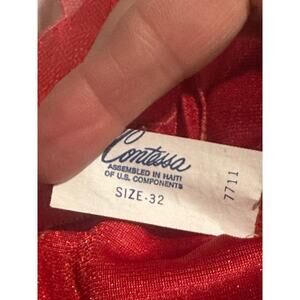 Contessa
ASSEMBLED IN HAITI
OF U.S. COMPONENTS
SIZE-32
7711